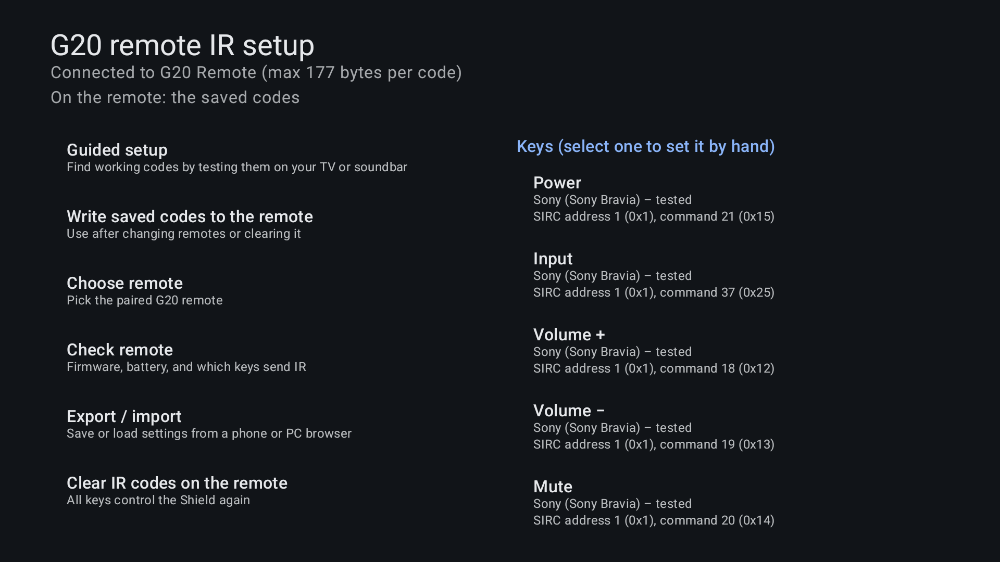 G20 remote IR setup
Connected to G20 Remote (max 177 bytes per code)
On the remote: the saved codes
Guided setup
Find working codes by testing them on your TV or soundbar
Write saved codes to the remote
Use after changing remotes or clearing it
Choose remote
Pick the paired G20 remote
Check remote
Firmware, battery, and which keys send IR
Export / import
Save or load settings from a phone or PC browser
Clear IR codes on the remote
All keys control the Shield again
Keys (select one to set it by hand)
Power
Sony (Sony Bravia) – tested
SIRC address 1 (0x1), command 21 (0x15)
Input
Sony (Sony Bravia) – tested
SIRC address 1 (0x1), command 37 (0x25)
Volume +
Sony (Sony Bravia) – tested
SIRC address 1 (0x1), command 18 (0x12)
Volume −
Sony (Sony Bravia) – tested
SIRC address 1 (0x1), command 19 (0x13)
Mute
Sony (Sony Bravia) – tested
SIRC address 1 (0x1), command 20 (0x14)